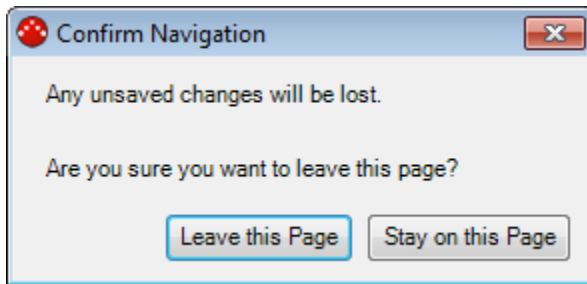 Confirm Navigation
Any unsaved changes will be lost.
Are you sure you want to leave this page?
Leave this Page
Stay on this Page